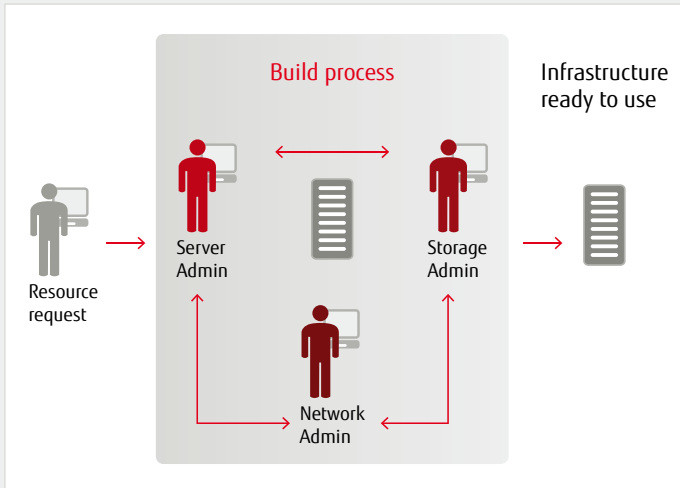 Build process
Infrastructure
ready to use
Server
Admin
Storage
Admin
Resource
request
Network
Admin